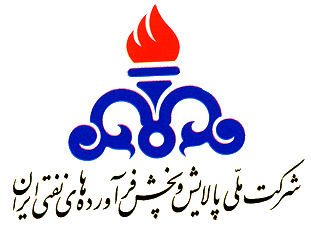 شرکت ملّی پالایش و پخش فرآورده‌های نفتی ایران